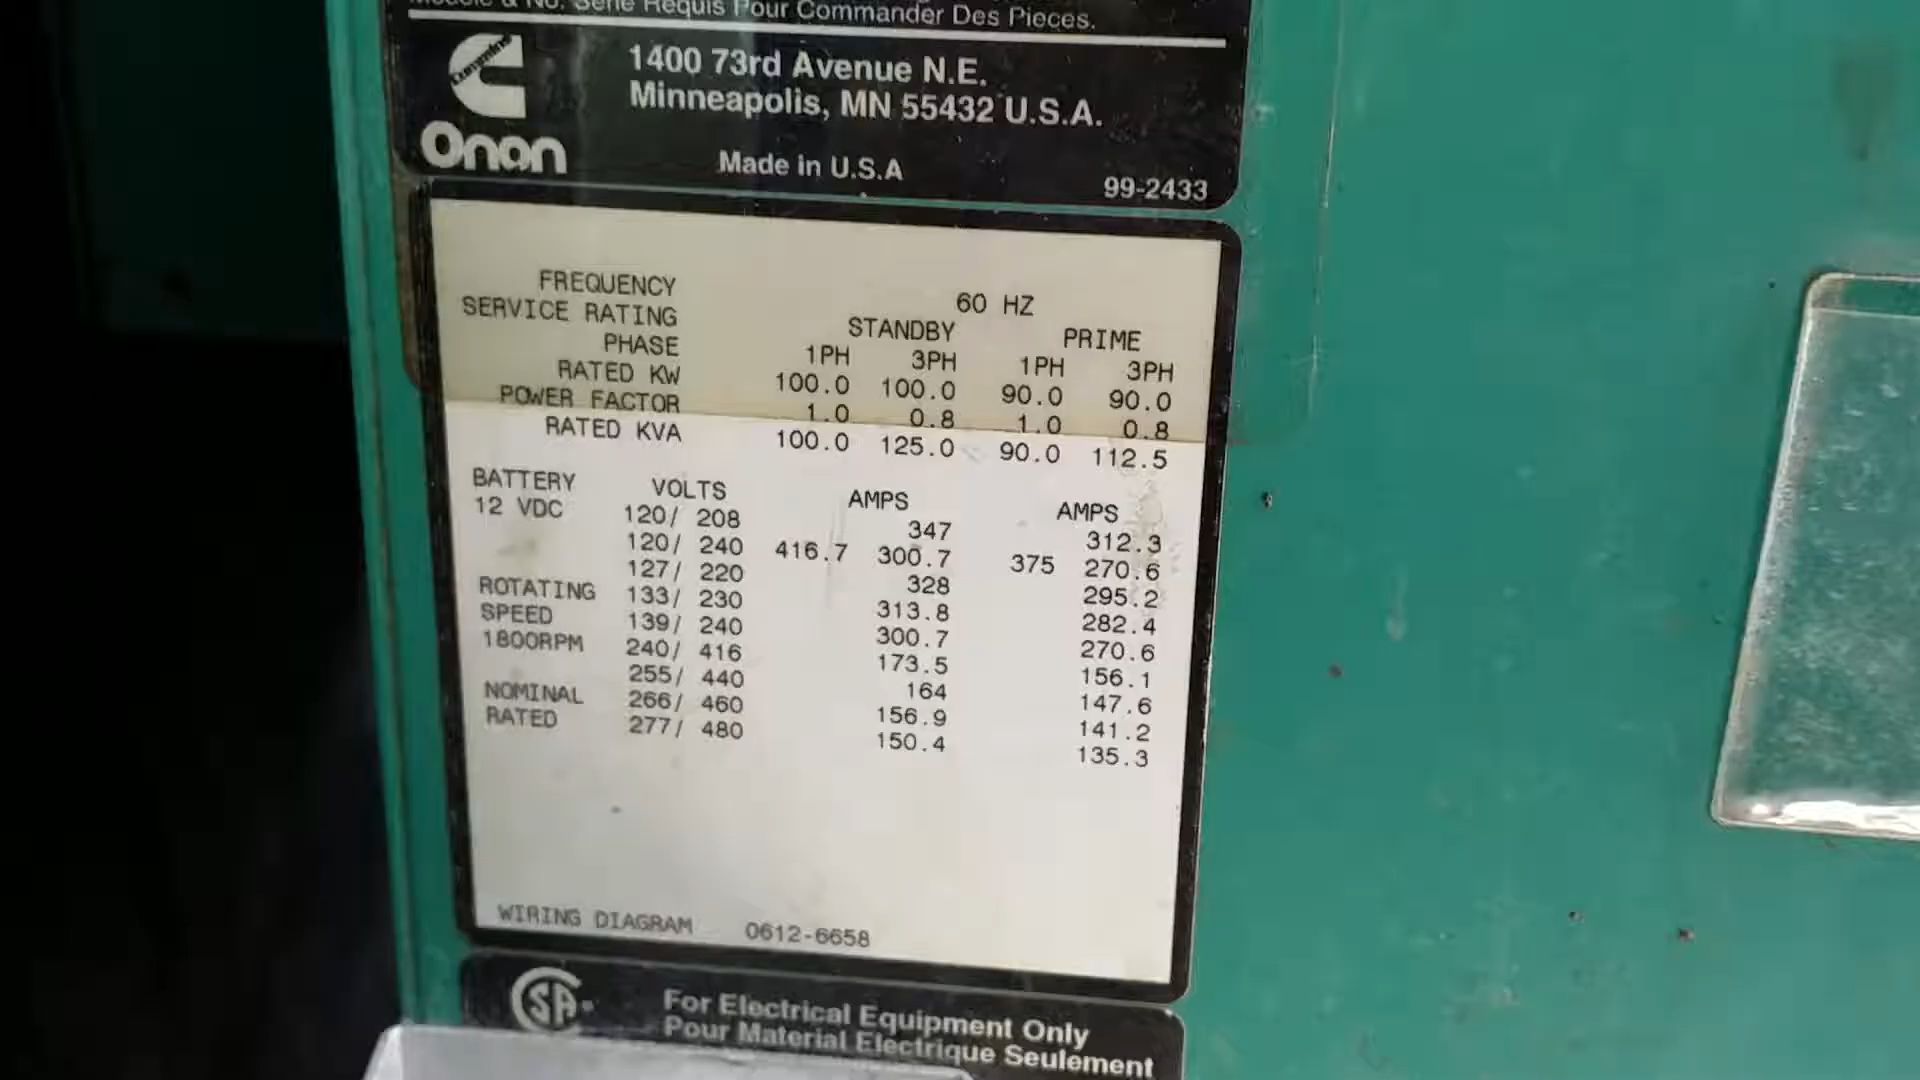 Modele & No. Serie Requis Pour Commander Des Pieces.
Cummins
Onan
1400 73rd Avenue N.E.
Minneapolis, MN 55432 U.S.A.
Made in U.S.A
99-2433
FREQUENCY 60 HZ
SERVICE RATING STANDBY PRIME
PHASE 1PH 3PH 1PH 3PH
RATED KW 100.0 100.0 90.0 90.0
POWER FACTOR 1.0 0.8 1.0 0.8
RATED KVA 100.0 125.0 90.0 112.5
BATTERY VOLTS AMPS AMPS
12 VDC 120/ 208 347 312.3
120/ 240 416.7 300.7 375 270.6
127/ 220 328 295.2
ROTATING 133/ 230 313.8 282.4
SPEED 139/ 240 300.7 270.6
1800RPM 240/ 416 173.5 156.1
255/ 440 164 147.6
NOMINAL 266/ 460 156.9 141.2
RATED 277/ 480 150.4 135.3
WIRING DIAGRAM 0612-6658
SA
For Electrical Equipment Only
Pour Material Electrique Seulement